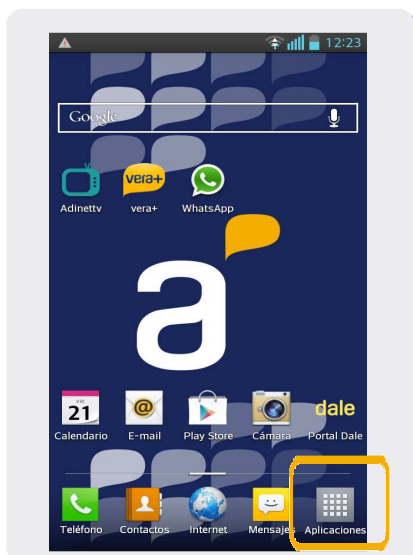 12:23
Google
vera+
Adinettv vera+ WhatsApp
a
VIE
21 @ dale
Calendario E-mail Play Store Cámara Portal Dale
Teléfono Contactos Internet Mensajes Aplicaciones